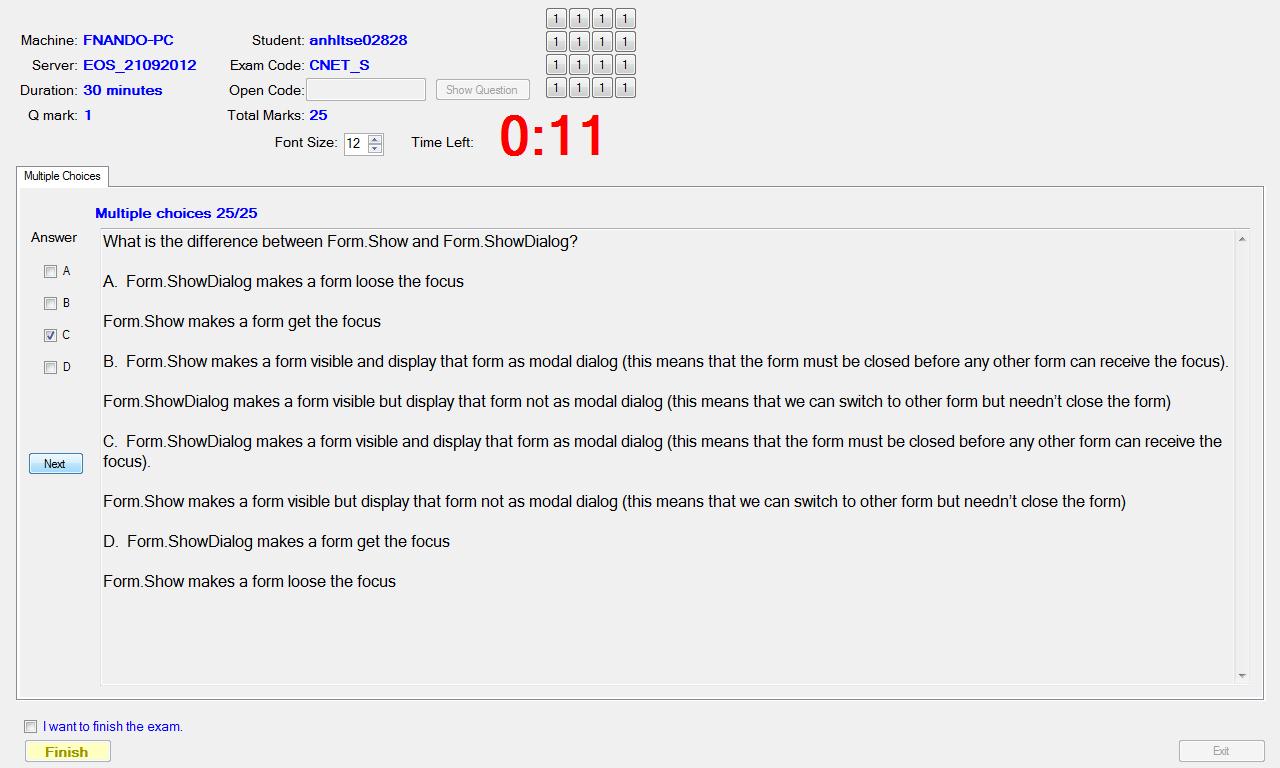 Machine: FNANDO-PC Student: anhltse02828
Server: EOS_21092012 Exam Code: CNET_S
Duration: 30 minutes Open Code: Show Question
Q mark: 1 Total Marks: 25
Font Size: 12 Time Left: 0:11
1 1 1 1
1 1 1 1
1 1 1 1
1 1 1 1
Multiple Choices
Multiple choices 25/25
Answer
A
B
C
D
Next
What is the difference between Form.Show and Form.ShowDialog?
A. Form.ShowDialog makes a form loose the focus
Form.Show makes a form get the focus
B. Form.Show makes a form visible and display that form as modal dialog (this means that the form must be closed before any other form can receive the focus).
Form.ShowDialog makes a form visible but display that form not as modal dialog (this means that we can switch to other form but needn’t close the form)
C. Form.ShowDialog makes a form visible and display that form as modal dialog (this means that the form must be closed before any other form can receive the
focus).
Form.Show makes a form visible but display that form not as modal dialog (this means that we can switch to other form but needn’t close the form)
D. Form.ShowDialog makes a form get the focus
Form.Show makes a form loose the focus
I want to finish the exam.
Finish
Exit